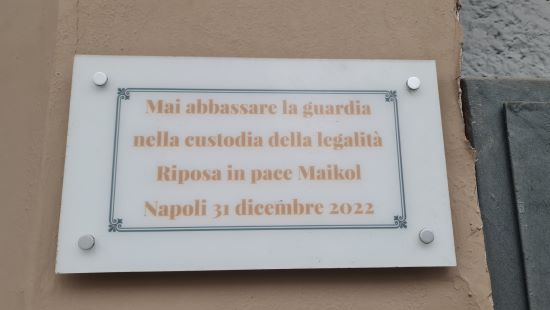 Mai abbassare la guardia
nella custodia della legalità
Riposa in pace Maikol
Napoli 31 dicembre 2022